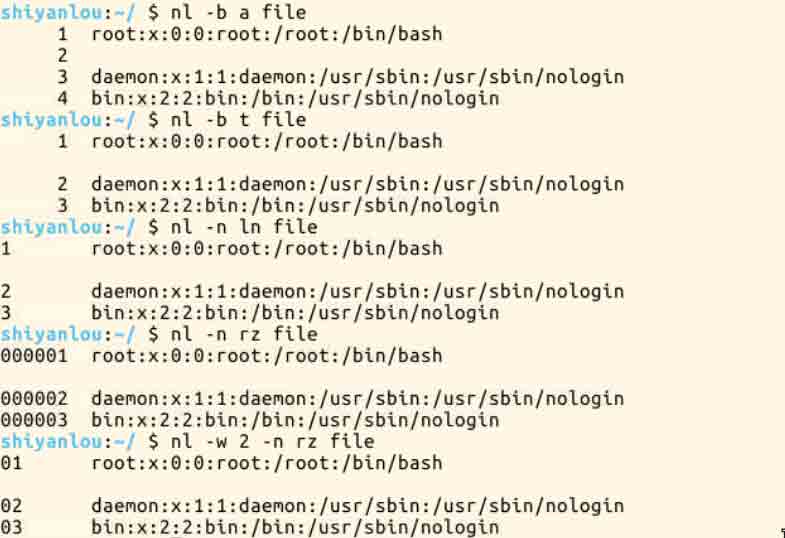 shiyanlou:~/ $ nl -b a file
     1  root:x:0:0:root:/root:/bin/bash
     2
     3  daemon:x:1:1:daemon:/usr/sbin:/usr/sbin/nologin
     4  bin:x:2:2:bin:/bin:/usr/sbin/nologin
shiyanlou:~/ $ nl -b t file
     1  root:x:0:0:root:/root:/bin/bash

     2  daemon:x:1:1:daemon:/usr/sbin:/usr/sbin/nologin
     3  bin:x:2:2:bin:/bin:/usr/sbin/nologin
shiyanlou:~/ $ nl -n ln file
1       root:x:0:0:root:/root:/bin/bash

2       daemon:x:1:1:daemon:/usr/sbin:/usr/sbin/nologin
3       bin:x:2:2:bin:/bin:/usr/sbin/nologin
shiyanlou:~/ $ nl -n rz file
000001  root:x:0:0:root:/root:/bin/bash

000002  daemon:x:1:1:daemon:/usr/sbin:/usr/sbin/nologin
000003  bin:x:2:2:bin:/bin:/usr/sbin/nologin
shiyanlou:~/ $ nl -w 2 -n rz file
01      root:x:0:0:root:/root:/bin/bash

02      daemon:x:1:1:daemon:/usr/sbin:/usr/sbin/nologin
03      bin:x:2:2:bin:/bin:/usr/sbin/nologin